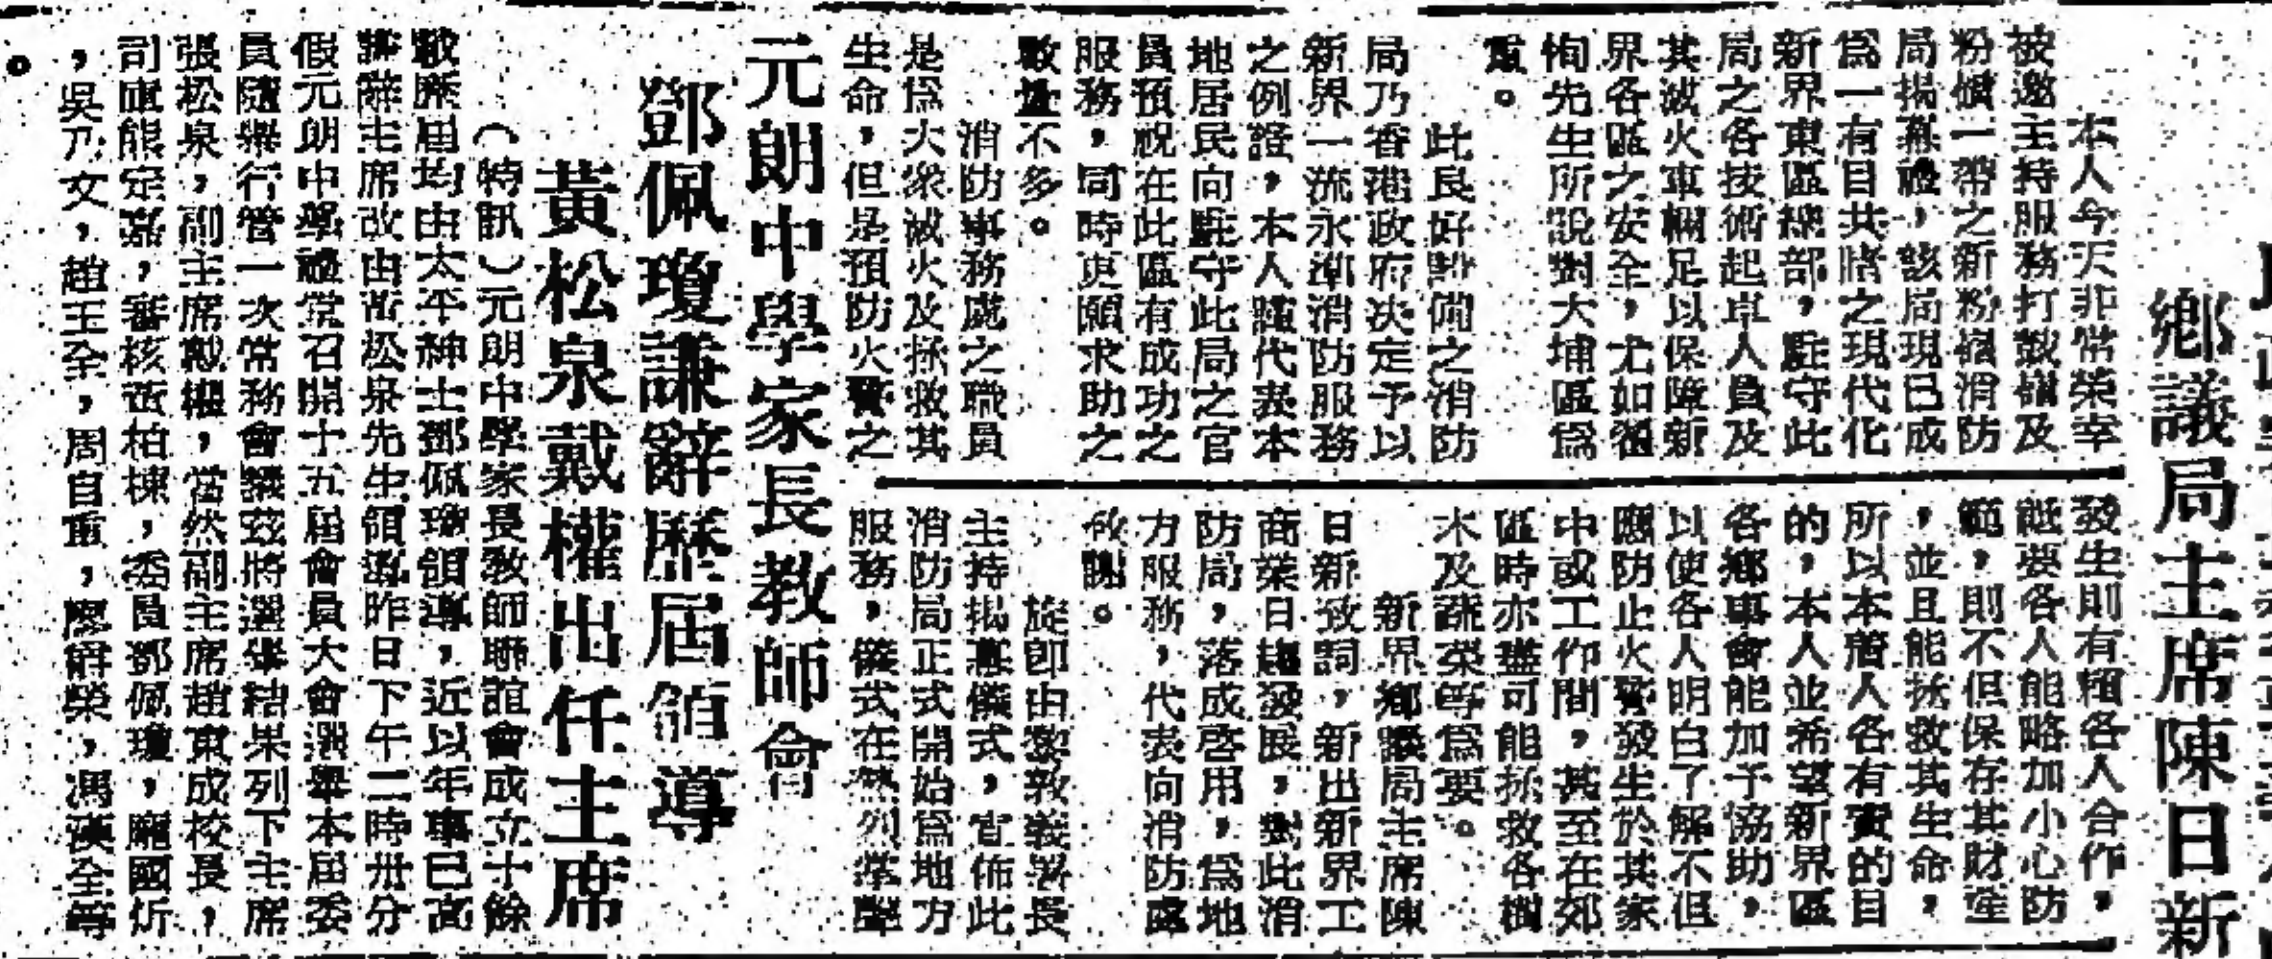 鄉議局主席陳日新
本人今天非常榮幸
被邀主持服務打鼓嶺及
粉嶺一帶之新粉嶺消防
局揭幕禮，該局現已成
為一有目共睹之現代化
新界東區總部，駐守此
局之各技術超卓人員及
其滅火車輛足以保障新
界各區之安全，尤如
恂先生所說對大埔區為
重。
此良好設備之消防
局乃香港政府決定予以
新界一流水準消防服務
之例證，本人謹代表本
地居民向駐守此局之官
員預祝在此區有成功之
服務，同時更願求助之
數量不多。
消防事務處之職員
是為大眾滅火及拯救其
生命，但是預防火警之
發生則有賴各人合作，
祗要各人能略加小心防
範，則不但保存其財產
，並且能拯救其生命，
所以本人各有責的目
的，本人並希望新界區
各鄉事會能加予協助，
以使各人明白了解不但
應防止火警發生於其家
中或工作間，甚至在郊
區時亦盡可能拯救各樹
木及蔬菜等為要。
新界鄉議局主席陳
日新致詞，新出新界工
商業日趨發展，對此消
防局，落成啓用，為地
方服務，代表向消防處
致謝。
旋即由黎敦義署長
主持揭幕儀式，宣佈此
消防局正式開始為地方
服務，儀式在熱烈掌聲
元朗中學家長教師會
鄧佩瓊謙辭歷屆領導
黃松泉戴權出任主席
（特訊）元朗中學家長教師聯誼會成立十餘
載歷屆均由太平紳士鄧佩瓊領導，近以年事已高
謙辭主席改由黃松泉先生領導昨日下午二時卅分
假元朗中學禮堂召開十五屆會員大會選舉本屆委
員隨舉行管一次常務會議茲將選舉結果列下主席
張松泉，副主席戴權，當然副主席趙東成校長，
司庫熊定嘉，審核黃柏棟，委員鄧佩瓊，龐國炘
，吳乃文，趙玉全，周自重，廖榮，馮漢全等
。